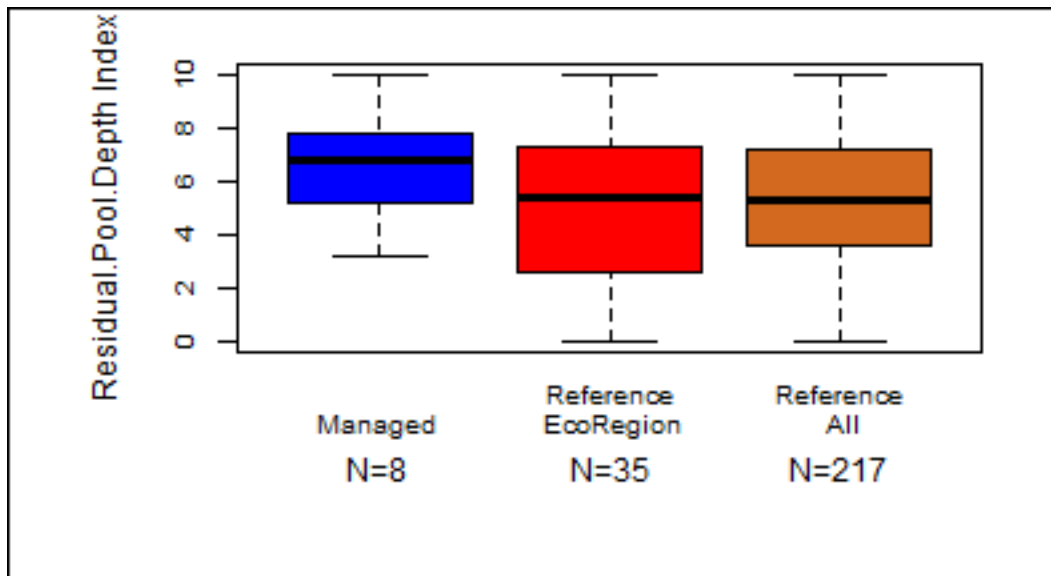 Residual.Pool.Depth Index
10
8
6
4
2
0
Reference
Reference
Managed
EcoRegion
All
N=8
N=35
N=217